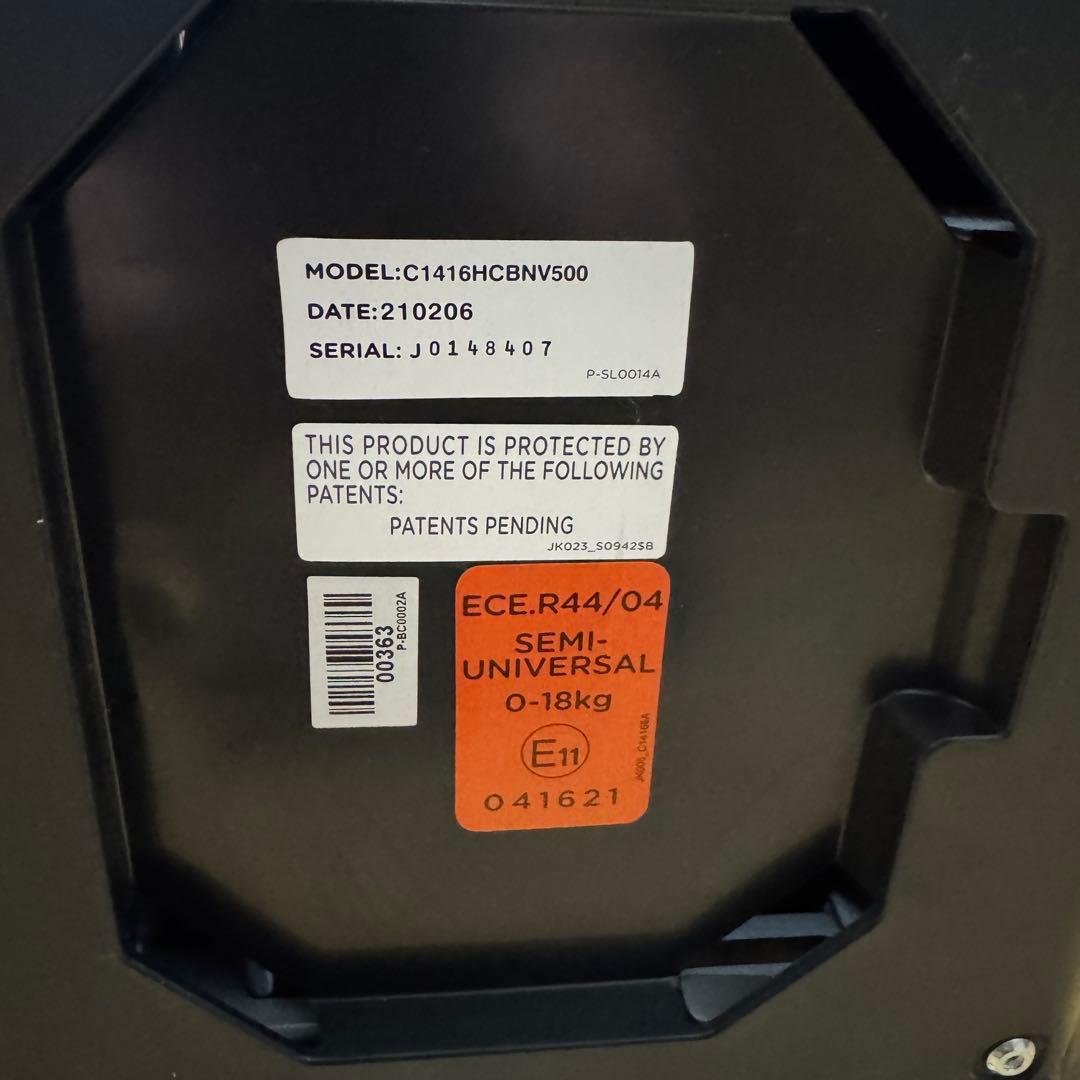 MODEL:C1416HCBNV500
DATE:210206
SERIAL: J0148407
P-SL0014A
THIS PRODUCT IS PROTECTED BY
ONE OR MORE OF THE FOLLOWING
PATENTS:
PATENTS PENDING
JK023_S0942SB
00363
P-BC0002A
ECE.R44/04
SEMI-
UNIVERSAL
0-18kg
E11
041621